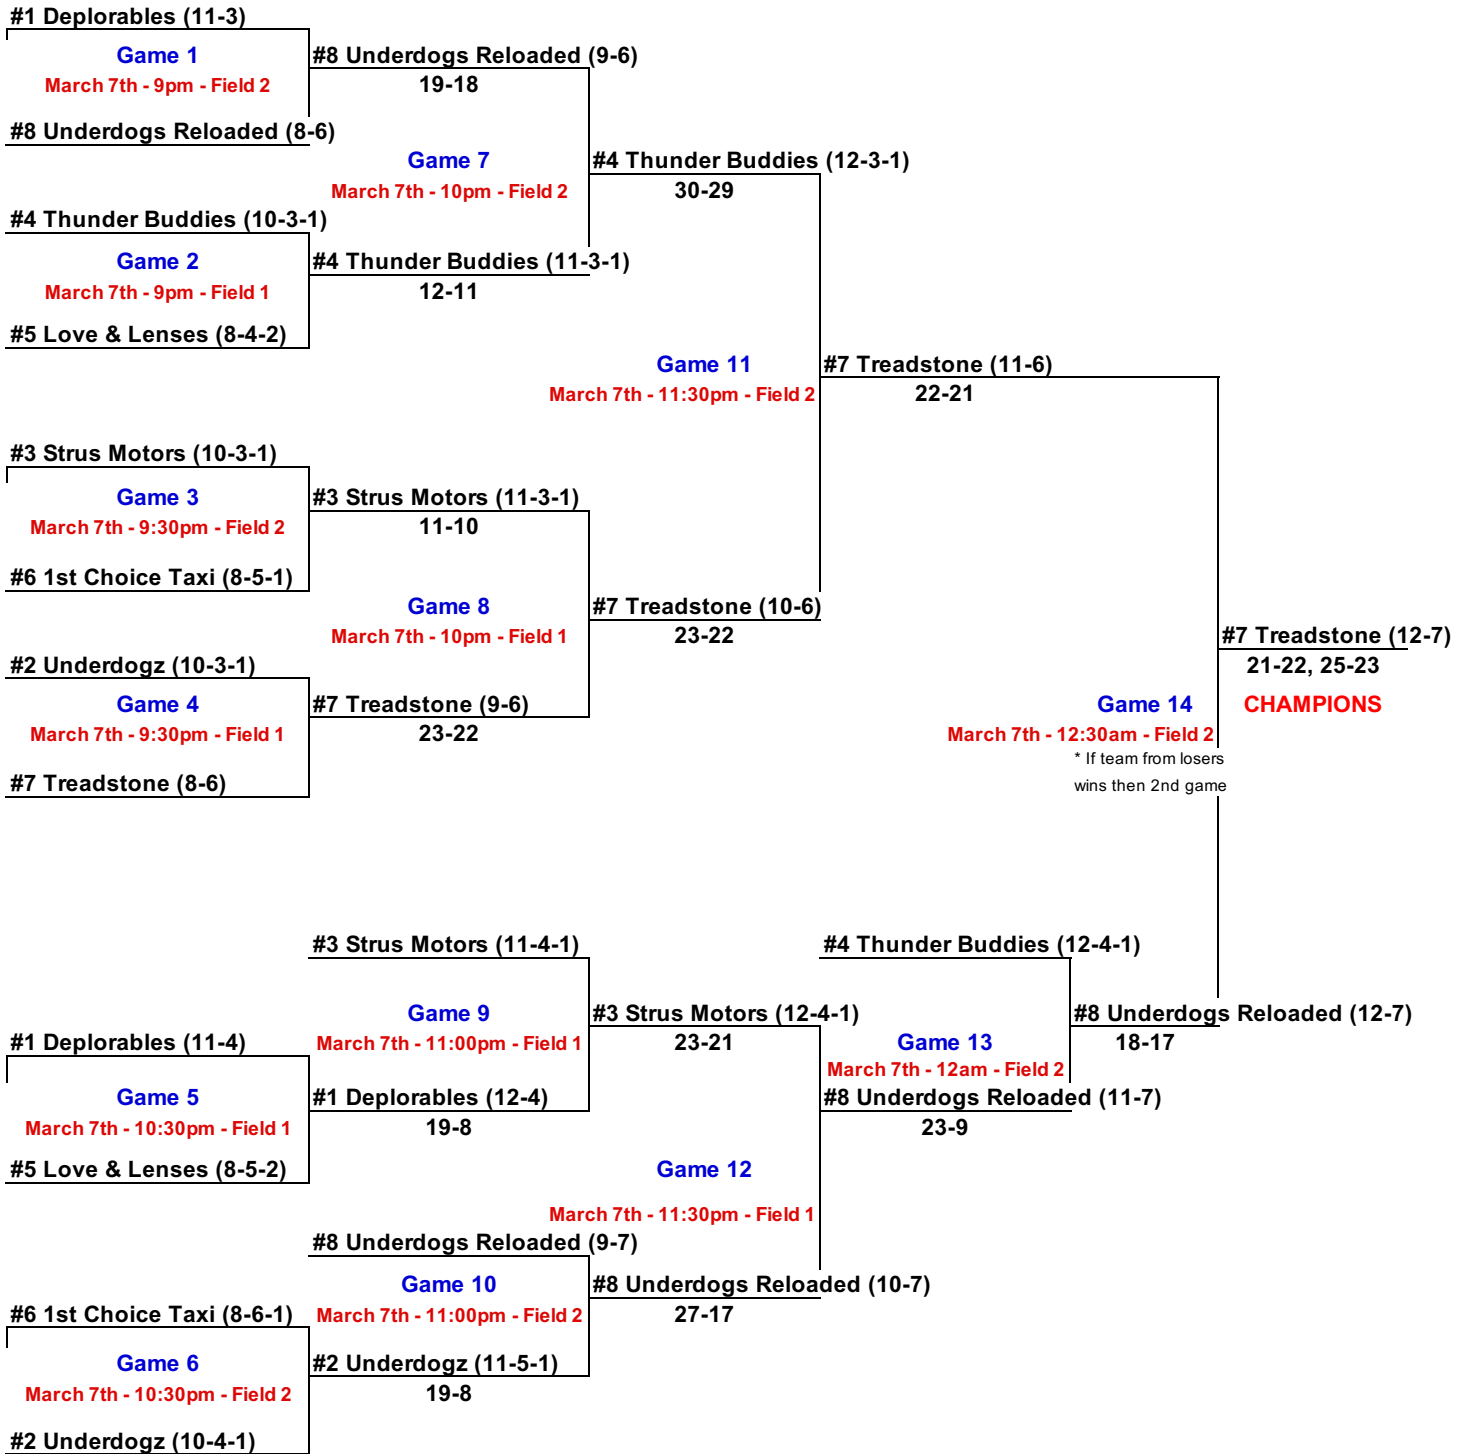 #1 Deplorables (11-3)
Game 1
March 7th - 9pm - Field 2
#8 Underdogs Reloaded (8-6)
#8 Underdogs Reloaded (9-6)
19-18
Game 7
March 7th - 10pm - Field 2
#4 Thunder Buddies (12-3-1)
30-29
#4 Thunder Buddies (10-3-1)
Game 2
March 7th - 9pm - Field 1
#5 Love & Lenses (8-4-2)
#4 Thunder Buddies (11-3-1)
12-11
Game 11
March 7th - 11:30pm - Field 2
#7 Treadstone (11-6)
22-21
#3 Strus Motors (10-3-1)
Game 3
March 7th - 9:30pm - Field 2
#6 1st Choice Taxi (8-5-1)
#3 Strus Motors (11-3-1)
11-10
Game 8
March 7th - 10pm - Field 1
#7 Treadstone (10-6)
23-22
#2 Underdogz (10-3-1)
Game 4
March 7th - 9:30pm - Field 1
#7 Treadstone (8-6)
#7 Treadstone (9-6)
23-22
#7 Treadstone (12-7)
21-22, 25-23
CHAMPIONS
Game 14
March 7th - 12:30am - Field 2
* If team from losers
wins then 2nd game
#3 Strus Motors (11-4-1)
Game 9
March 7th - 11:00pm - Field 1
#3 Strus Motors (12-4-1)
23-21
#4 Thunder Buddies (12-4-1)
Game 13
March 7th - 12am - Field 2
#8 Underdogs Reloaded (12-7)
18-17
#1 Deplorables (11-4)
Game 5
March 7th - 10:30pm - Field 1
#5 Love & Lenses (8-5-2)
#1 Deplorables (12-4)
19-8
#8 Underdogs Reloaded (11-7)
23-9
Game 12
March 7th - 11:30pm - Field 1
#8 Underdogs Reloaded (9-7)
Game 10
March 7th - 11:00pm - Field 2
#8 Underdogs Reloaded (10-7)
27-17
#6 1st Choice Taxi (8-6-1)
Game 6
March 7th - 10:30pm - Field 2
#2 Underdogz (10-4-1)
#2 Underdogz (11-5-1)
19-8